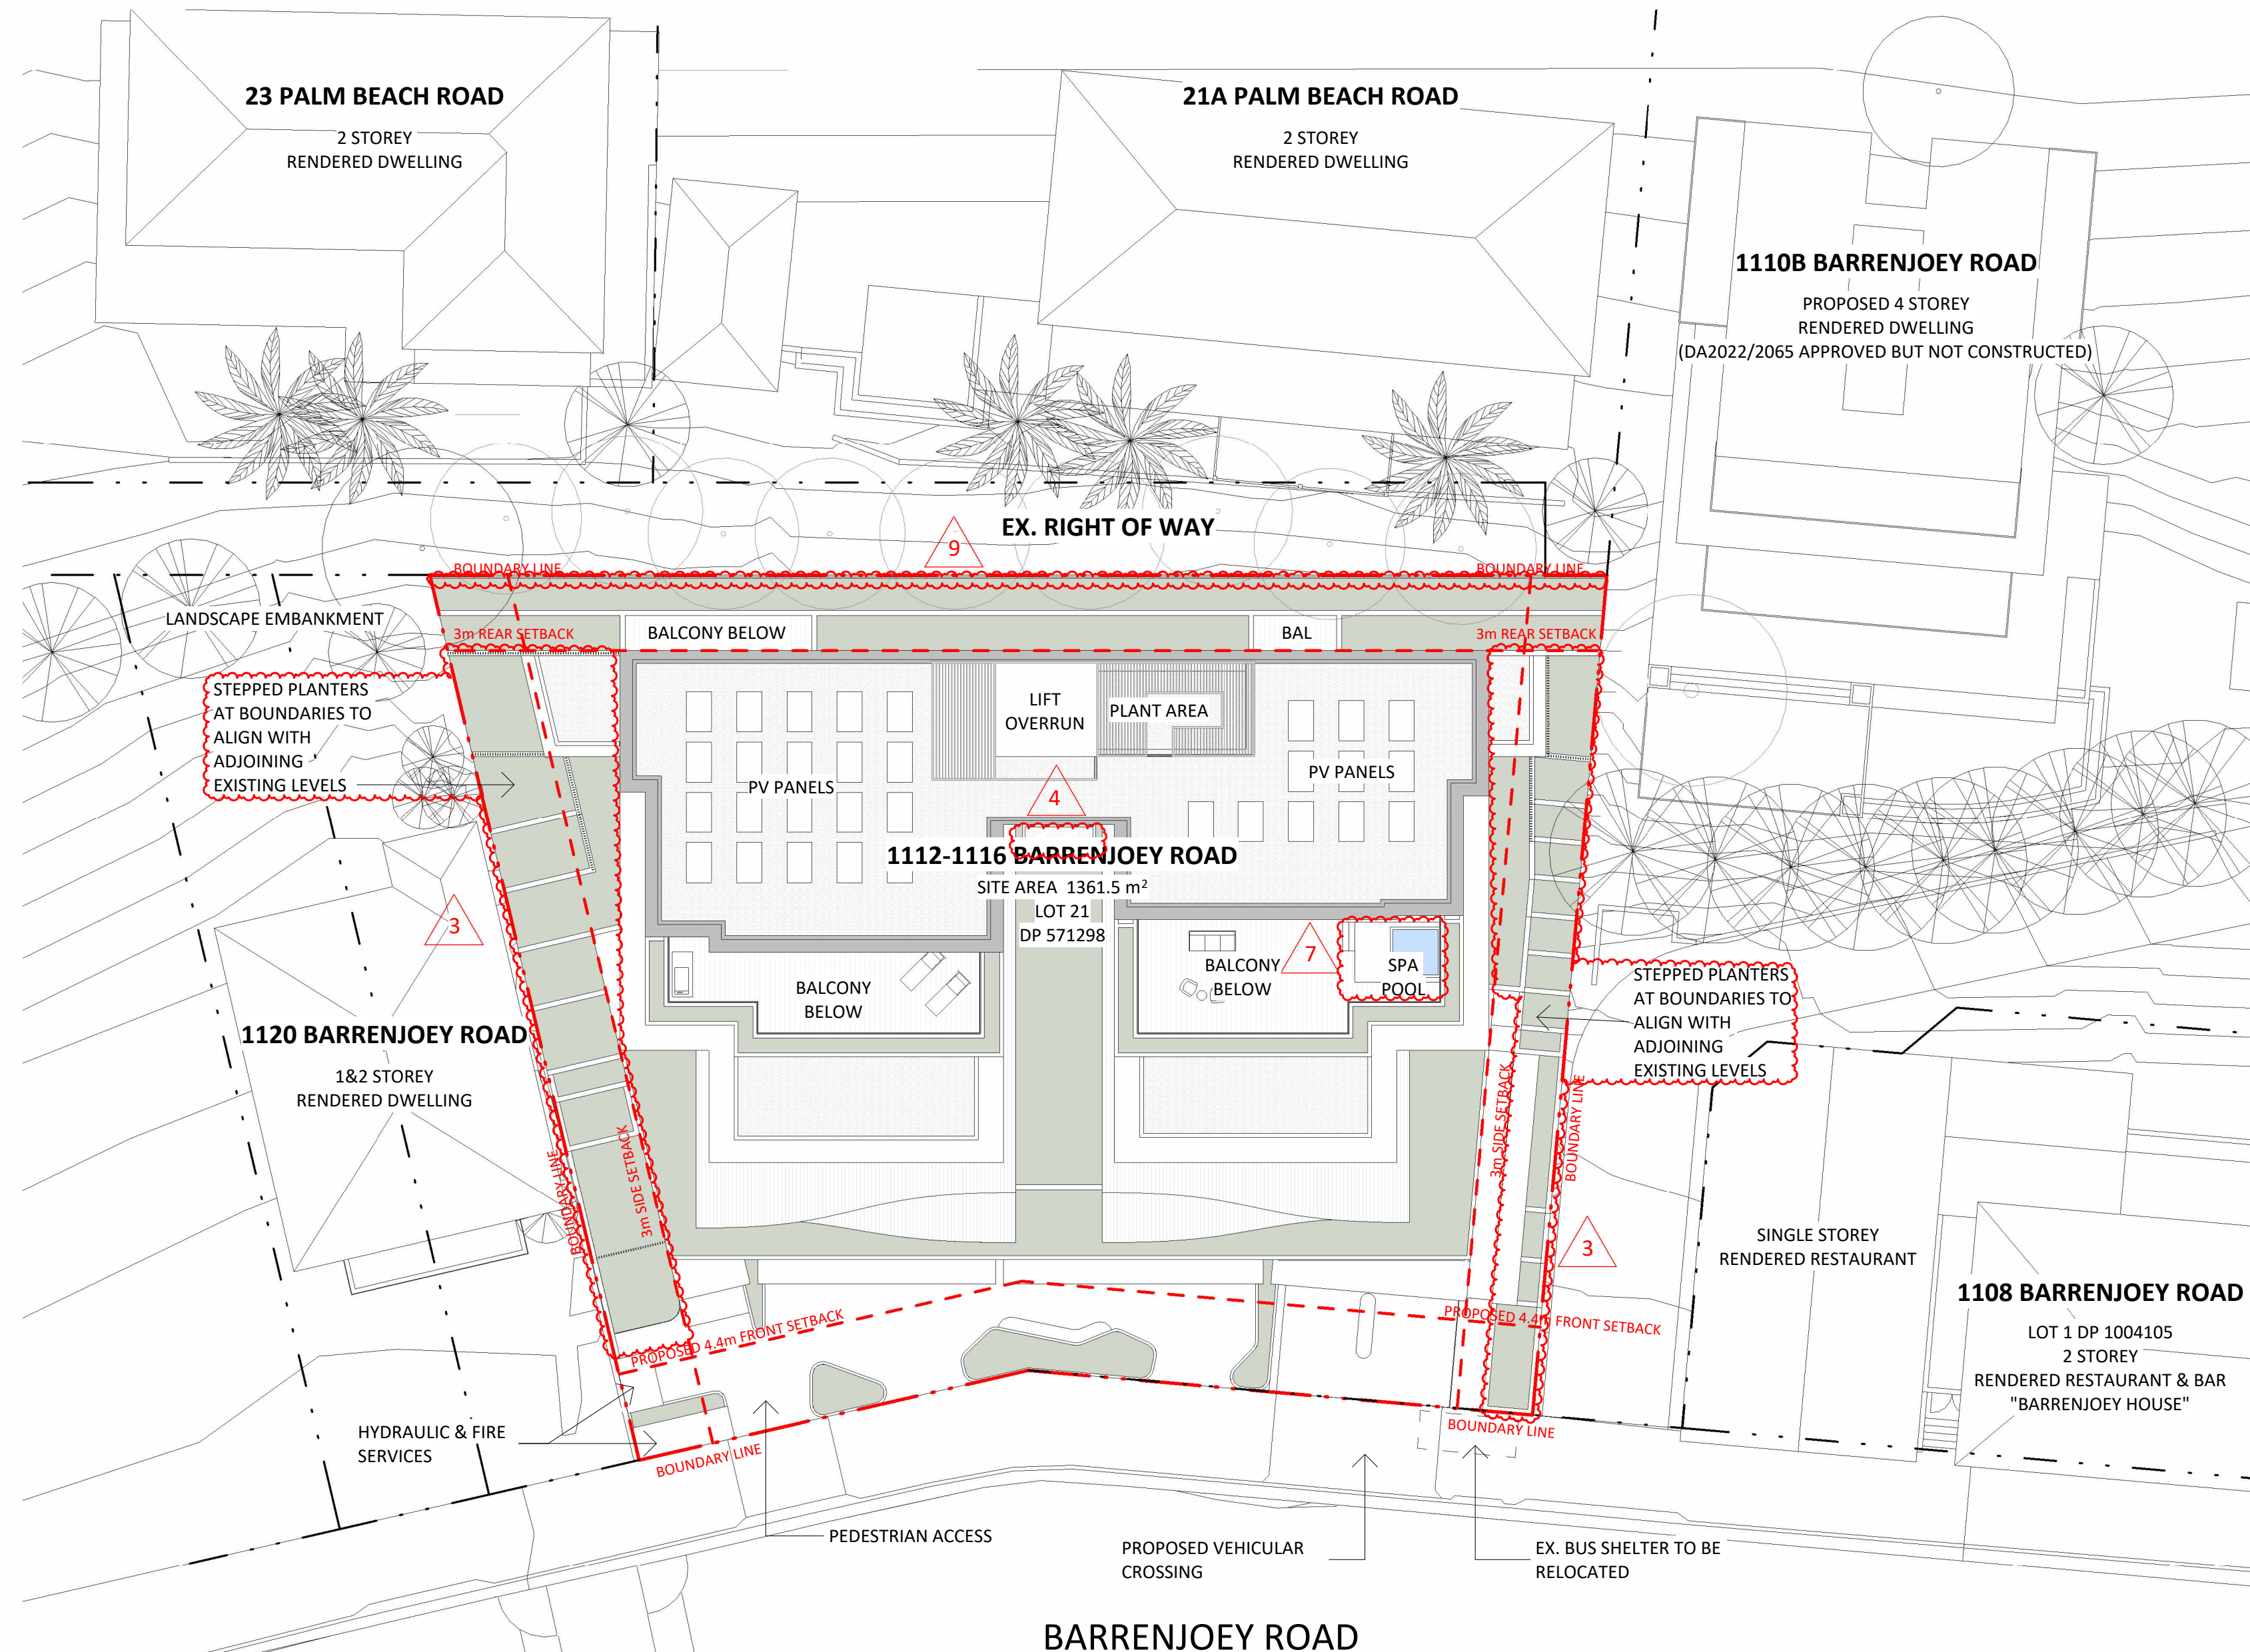 23 PALM BEACH ROAD
2 STOREY
RENDERED DWELLING
21A PALM BEACH ROAD
2 STOREY
RENDERED DWELLING
1110B BARRENJOEY ROAD
PROPOSED 4 STOREY
RENDERED DWELLING
(DA2022/2065 APPROVED BUT NOT CONSTRUCTED)
EX. RIGHT OF WAY
9
BOUNDARY LINE
BOUNDARY LINE
LANDSCAPE EMBANKMENT
3m REAR SETBACK
BALCONY BELOW
BAL
3m REAR SETBACK
STEPPED PLANTERS
AT BOUNDARIES TO
ALIGN WITH
ADJOINING
EXISTING LEVELS
LIFT
OVERRUN
PLANT AREA
PV PANELS
PV PANELS
4
1112-1116 BARRENJOEY ROAD
SITE AREA 1361.5 m²
LOT 21
DP 571298
3
7
BALCONY
BELOW
BALCONY
BELOW
SPA
POOL
STEPPED PLANTERS
AT BOUNDARIES TO
ALIGN WITH
ADJOINING
EXISTING LEVELS
1120 BARRENJOEY ROAD
1&2 STOREY
RENDERED DWELLING
BOUNDARY LINE
3m SIDE SETBACK
3m SIDE SETBACK
BOUNDARY LINE
3
SINGLE STOREY
RENDERED RESTAURANT
1108 BARRENJOEY ROAD
LOT 1 DP 1004105
2 STOREY
RENDERED RESTAURANT & BAR
"BARRENJOEY HOUSE"
PROPOSED 4.4m FRONT SETBACK
PROPOSED 4.4m FRONT SETBACK
HYDRAULIC & FIRE
SERVICES
BOUNDARY LINE
BOUNDARY LINE
PEDESTRIAN ACCESS
PROPOSED VEHICULAR
CROSSING
EX. BUS SHELTER TO BE
RELOCATED
BARRENJOEY ROAD